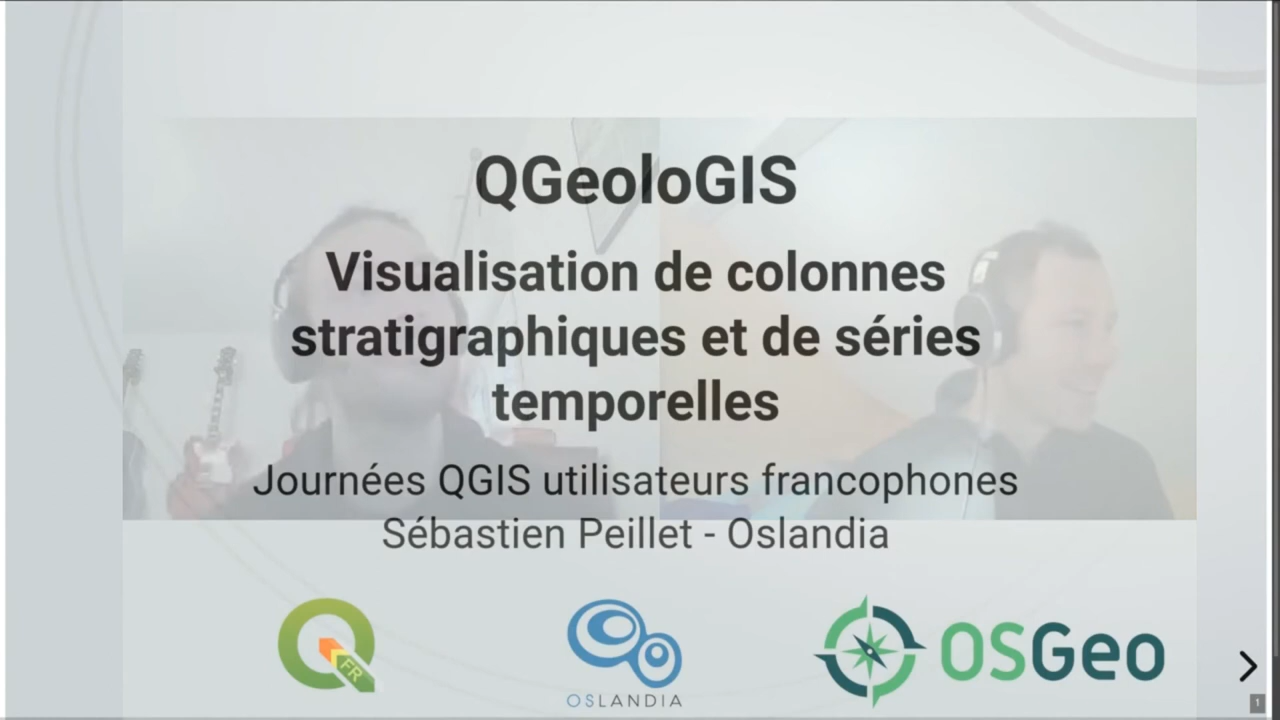 QGeoloGIS
Visualisation de colonnes
stratigraphiques et de séries
temporelles
Journées QGIS utilisateurs francophones
Sébastien Peillet - Oslandia
FR
OSLANDIA
OSGeo
1